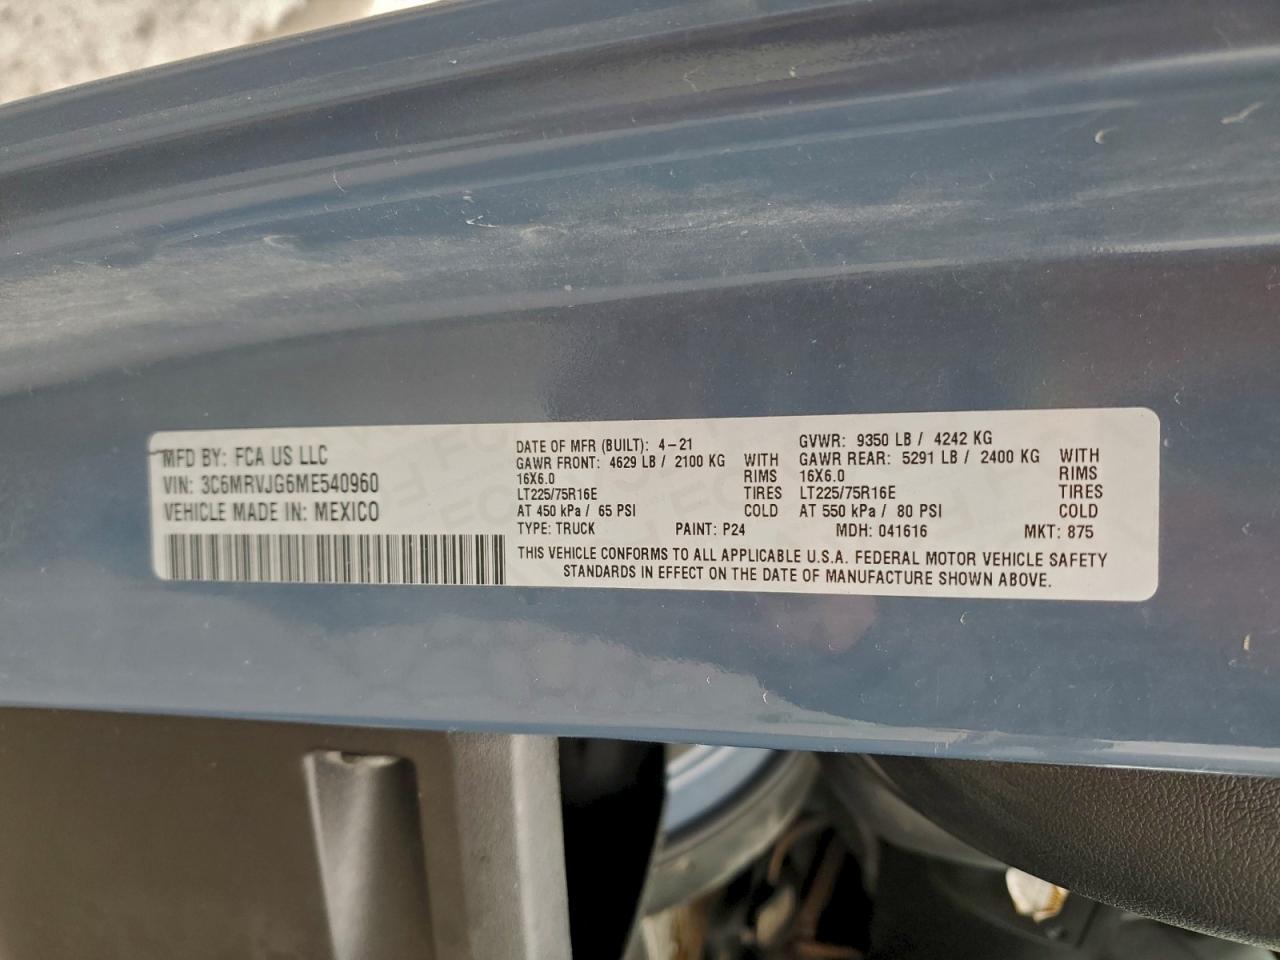 MFD BY: FCA US LLC
VIN: 3C6MRVJG6ME540960
VEHICLE MADE IN: MEXICO
DATE OF MFR (BUILT): 4-21
GAWR FRONT: 4629 LB / 2100 KG WITH
16X6.0 RIMS
LT225/75R16E TIRES
AT 450 kPa / 65 PSI COLD
GVWR: 9350 LB / 4242 KG
GAWR REAR: 5291 LB / 2400 KG WITH
16X6.0 RIMS
LT225/75R16E TIRES
AT 550 kPa / 80 PSI COLD
TYPE: TRUCK PAINT: P24 MDH: 041616 MKT: 875
THIS VEHICLE CONFORMS TO ALL APPLICABLE U.S.A. FEDERAL MOTOR VEHICLE SAFETY
STANDARDS IN EFFECT ON THE DATE OF MANUFACTURE SHOWN ABOVE.